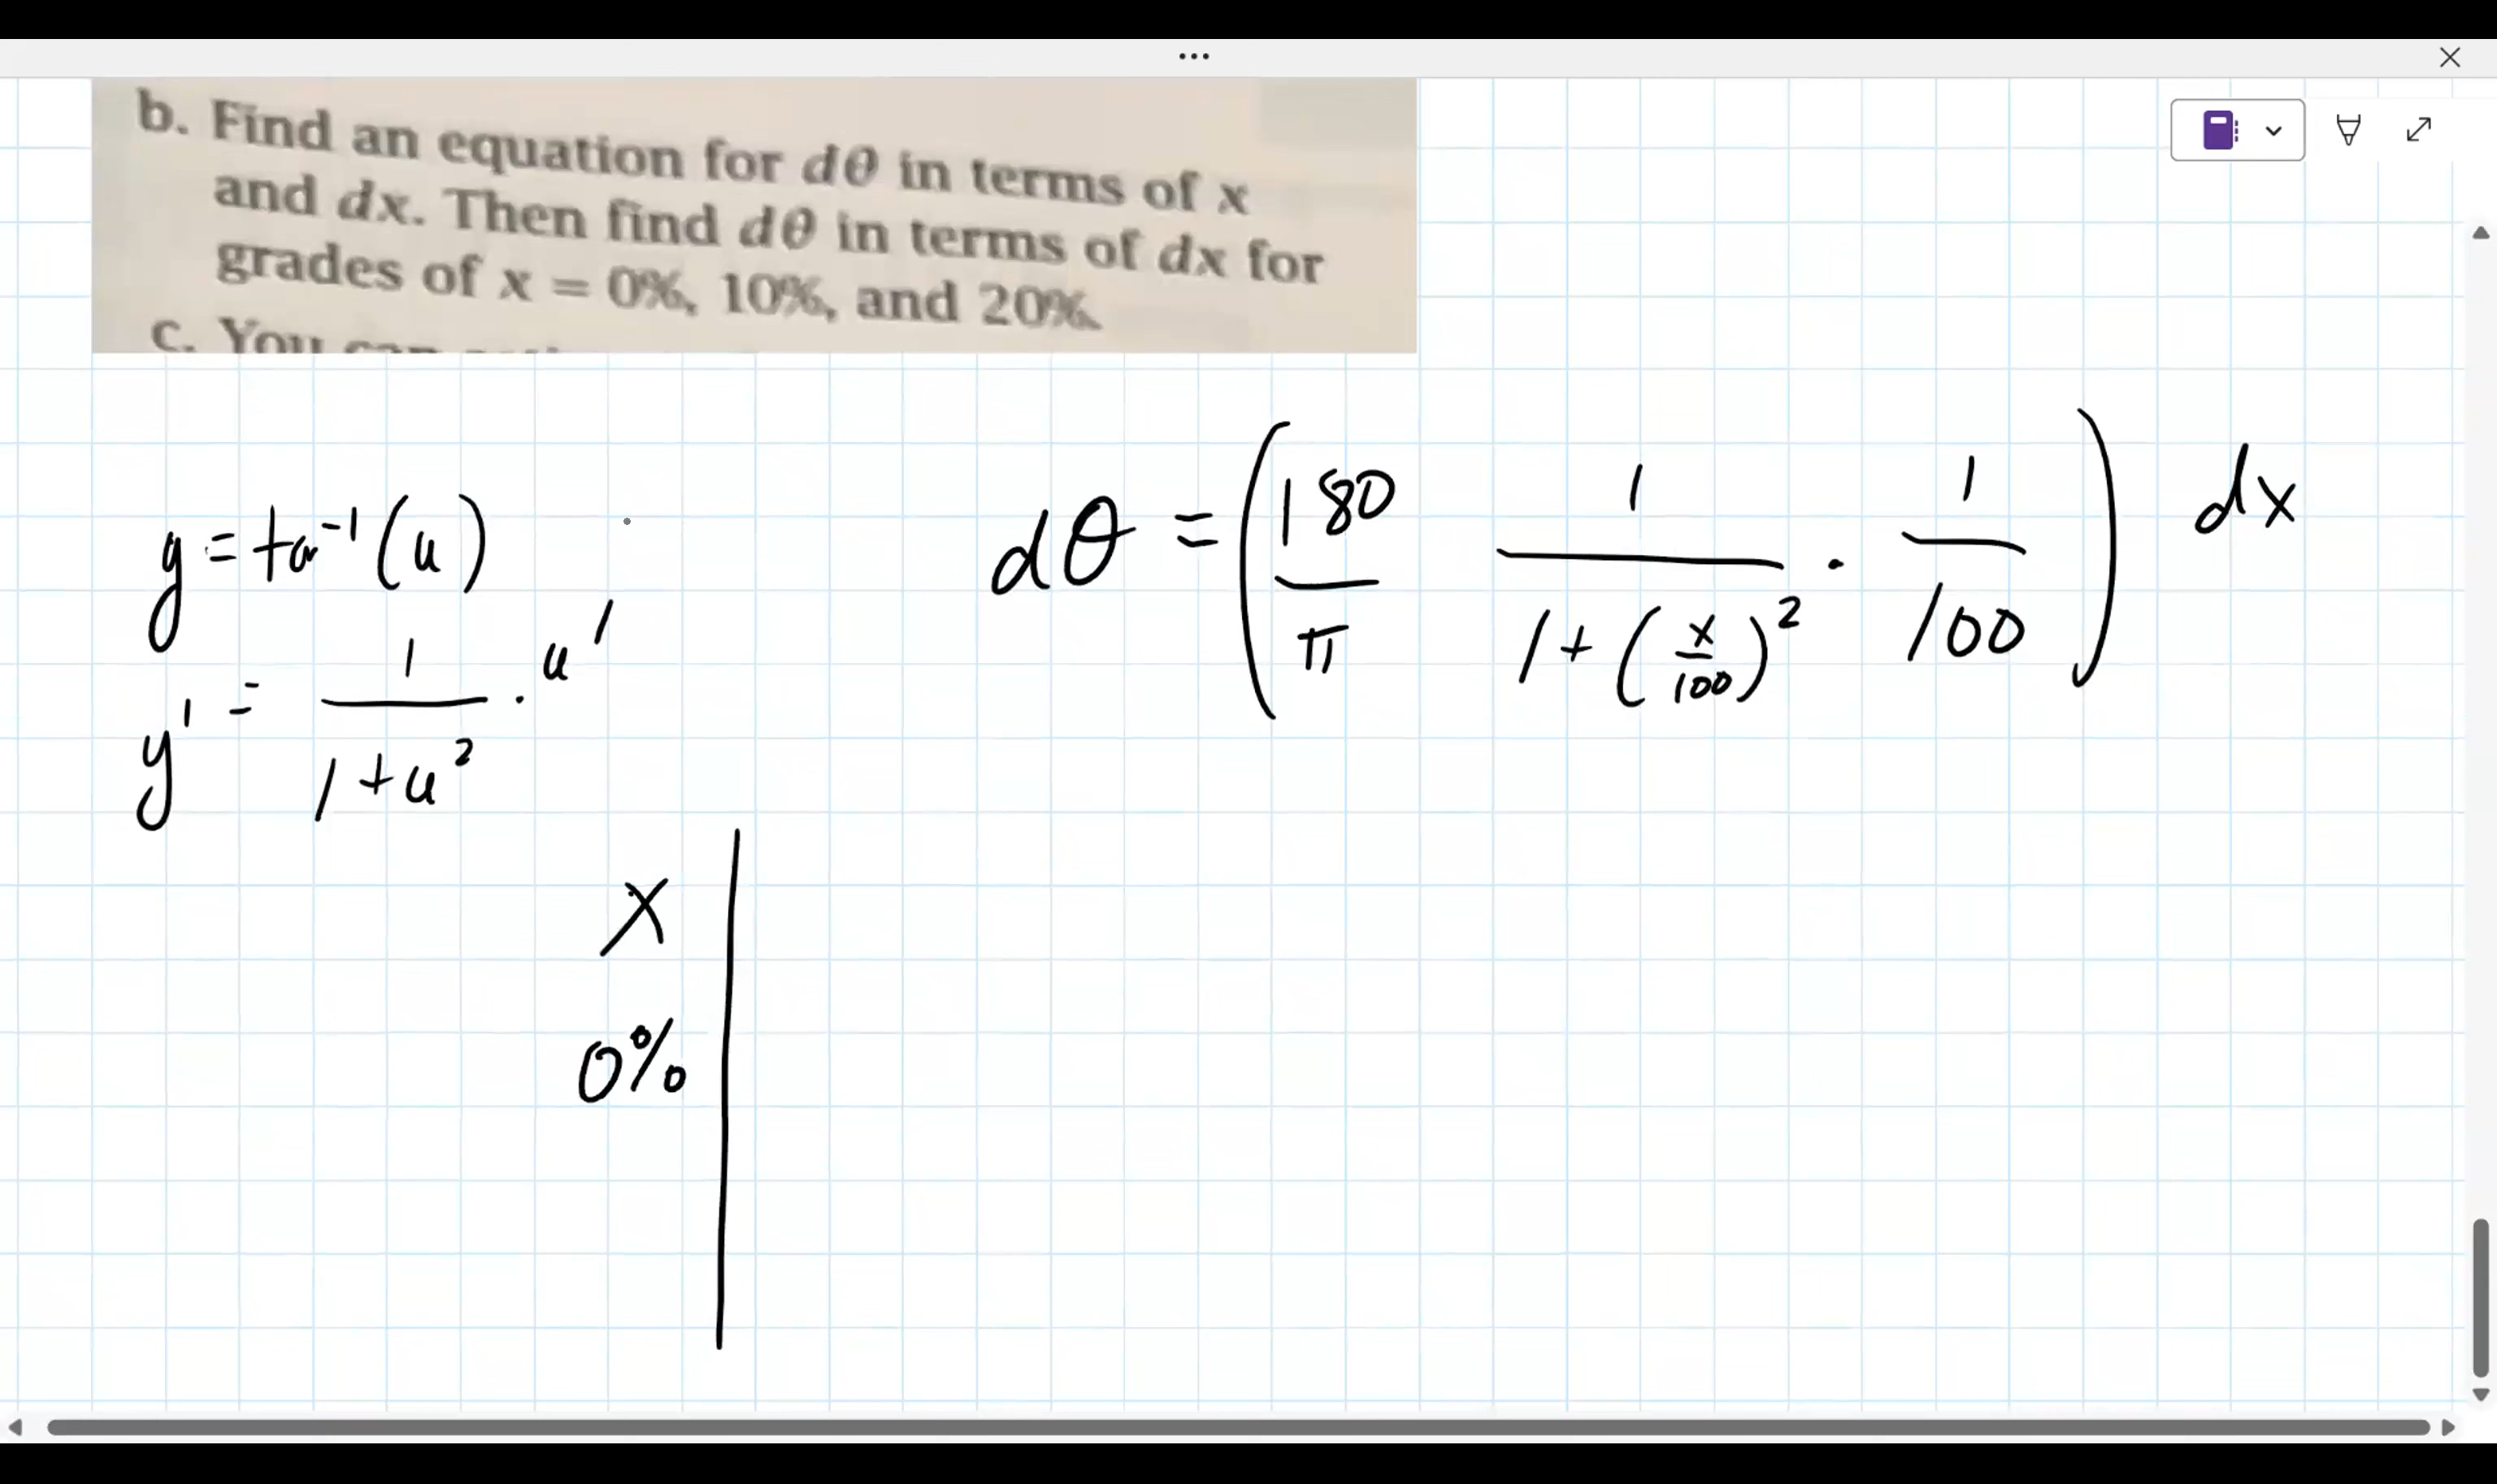 b. Find an equation for dθ in terms of x
and dx. Then find dθ in terms of dx for
grades of x = 0%, 10%, and 20%.
c. You can
y = tan⁻¹(u)
y' = 1/(1+u²) · u'
dθ = (180/π 1/(1+(x/100)²) · 1/100) dx
x
0%